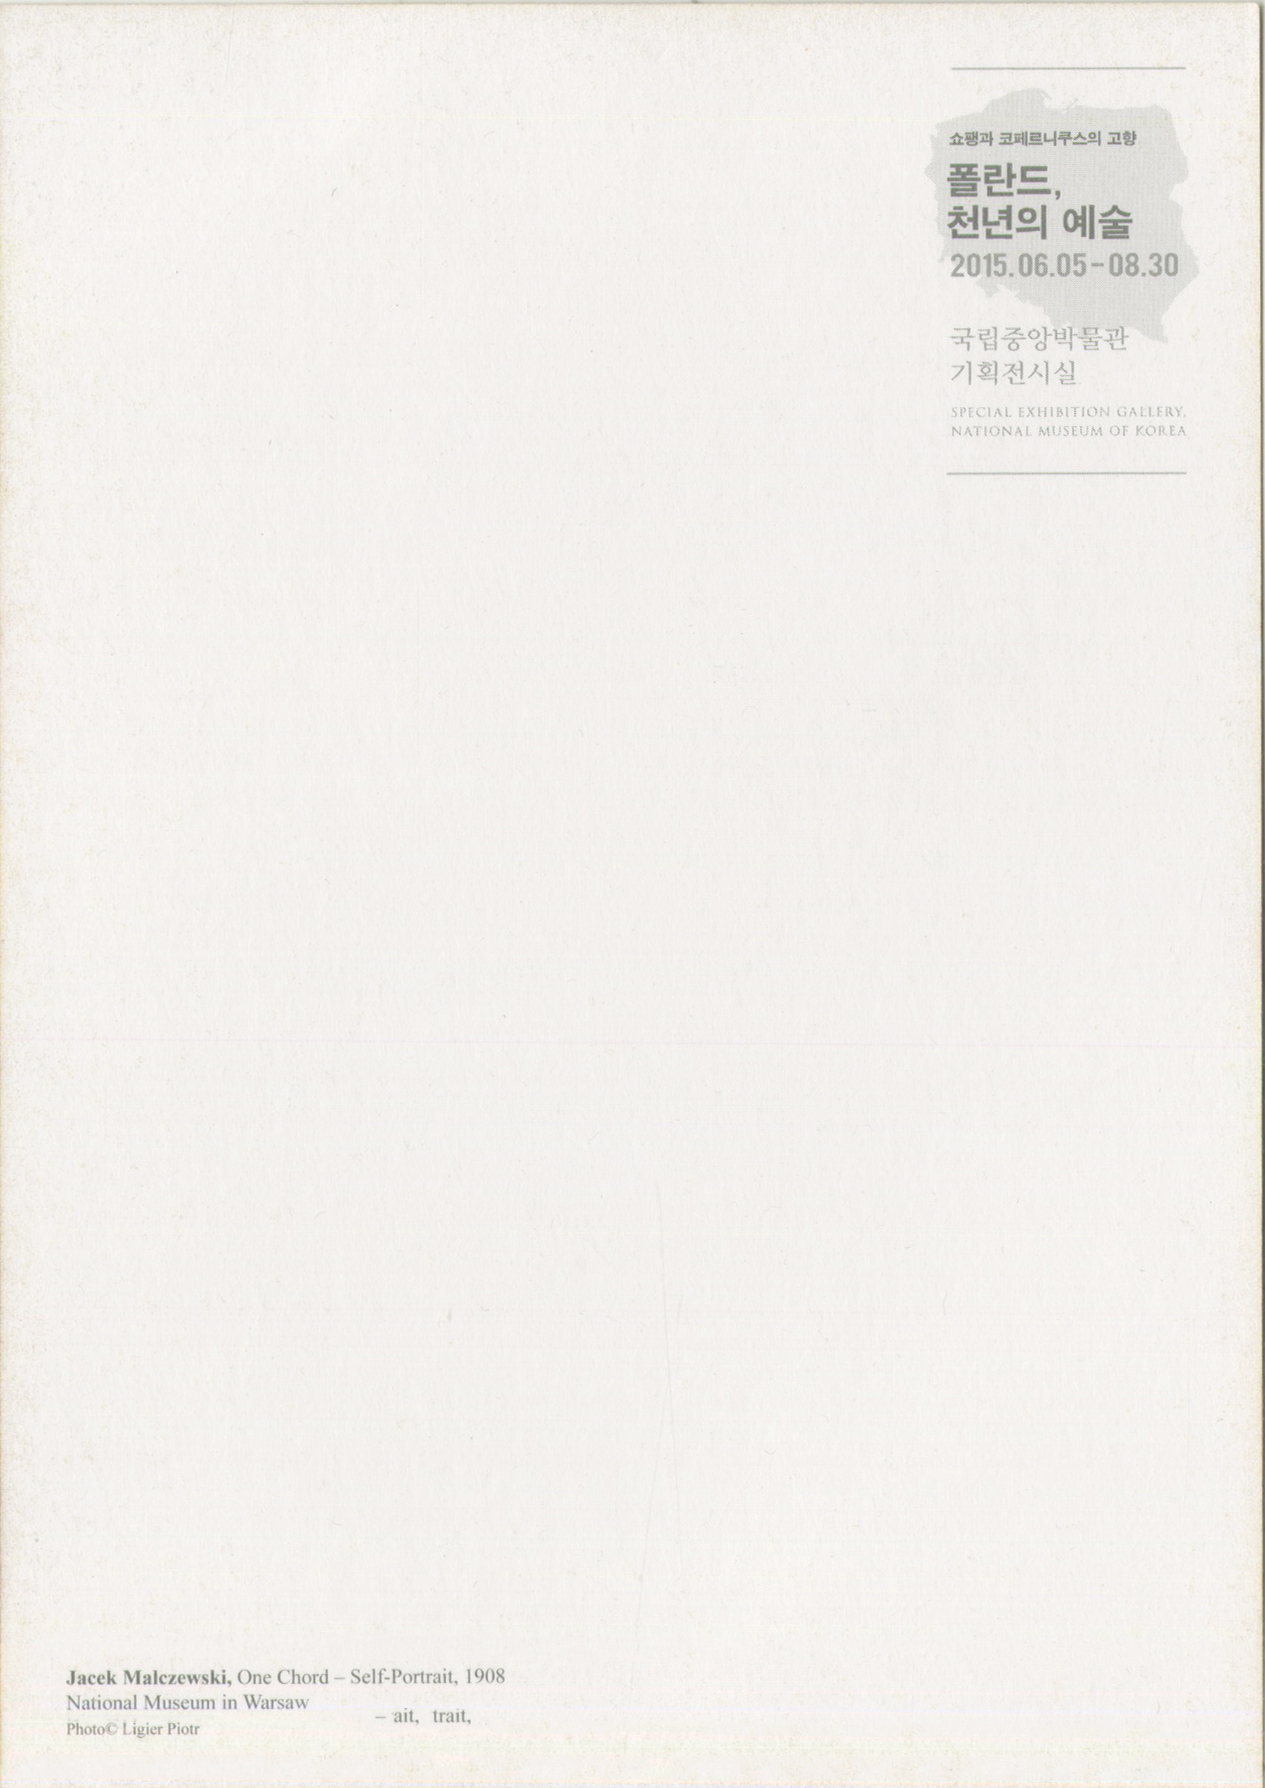 쇼팽과 코페르니쿠스의 고향
폴란드,
천년의 예술
2015.06.05-08.30
국립중앙박물관
기획전시실
SPECIAL EXHIBITION GALLERY,
NATIONAL MUSEUM OF KOREA
Jacek Malczewski, One Chord – Self-Portrait, 1908
National Museum in Warsaw
– ait, trait,
Photo© Ligier Piotr